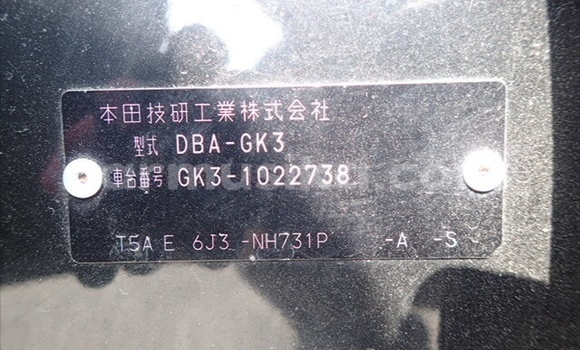 本田技研工業株式会社
型式 DBA-GK3
車台番号 GK3-1022738
T5A E 6J3 -NH731P -A -S